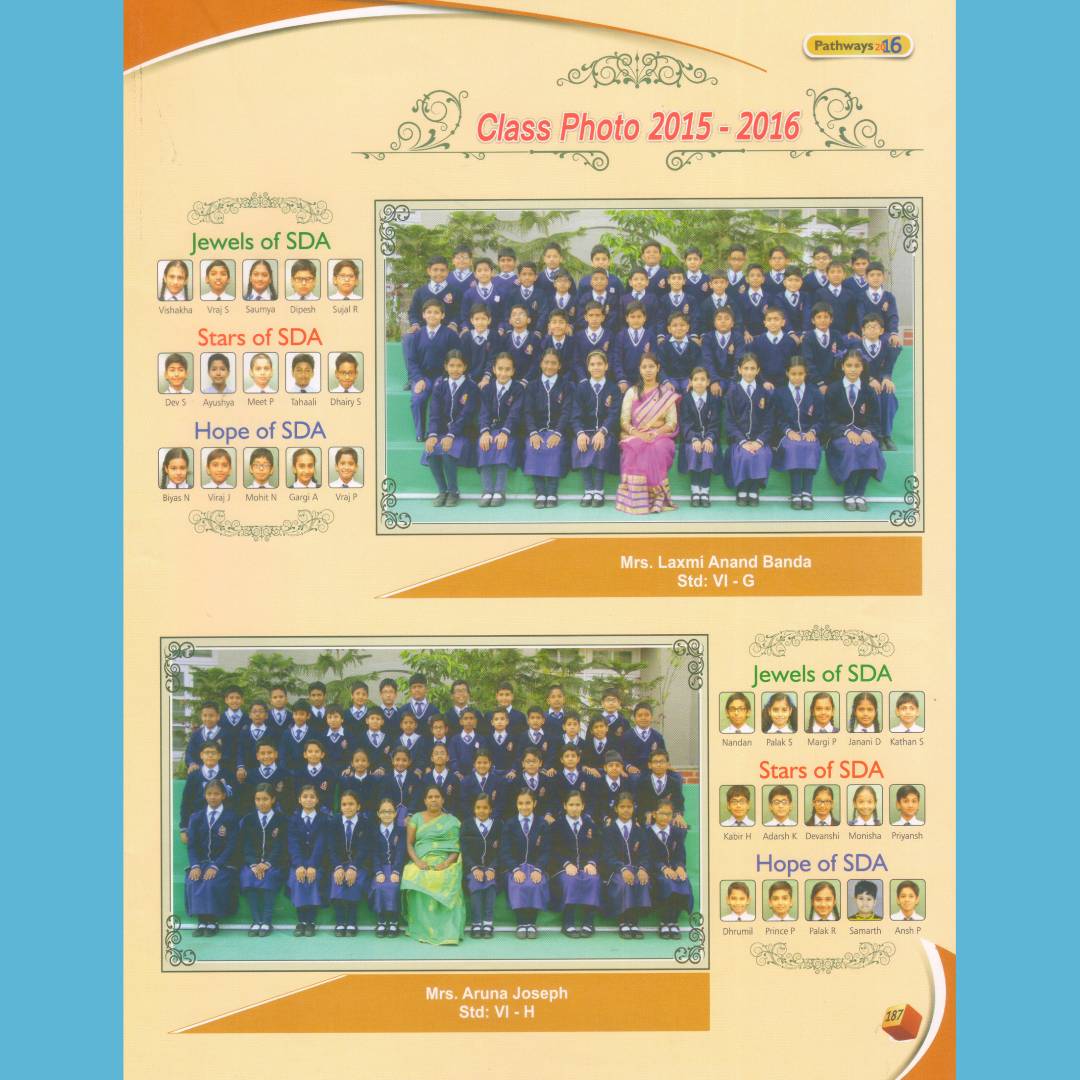 Pathways 2016
Class Photo 2015 - 2016
Jewels of SDA
Vishakha Vraj S Saumya Dipesh Sujal R
Stars of SDA
Dev S Ayushya Meet P Tahaali Dhairy S
Hope of SDA
Biyas N Viraj J Mohit N Gargi A Vraj P
Mrs. Laxmi Anand Banda
Std: VI - G
Jewels of SDA
Nandan Palak S Margi P Janani D Kathan S
Stars of SDA
Kabir H Adarsh K Devanshi Monisha Priyansh
Hope of SDA
Dhrumil Prince P Palak R Samarth Ansh P
Mrs. Aruna Joseph
Std: VI - H
187